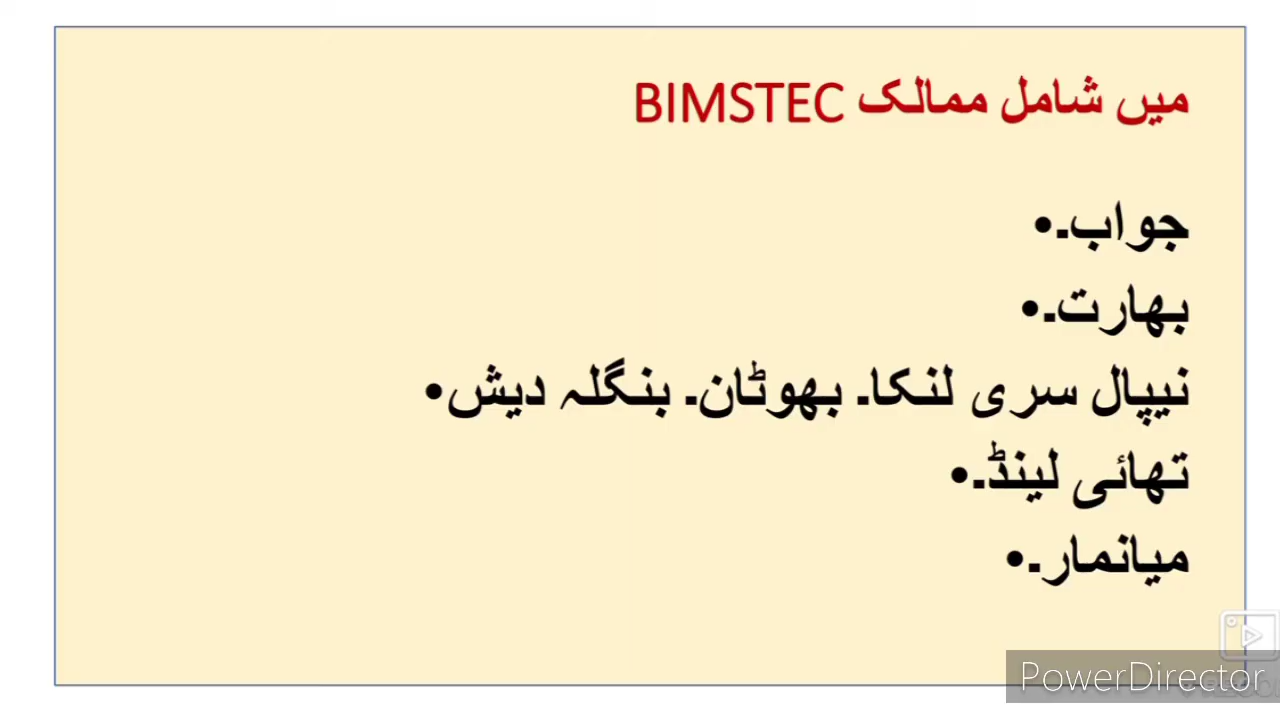 میں شامل ممالک BIMSTEC
جواب۔•
بھارت۔•
نیپال سری لنکا۔ بھوٹان۔ بنگلہ دیش•
تھائی لینڈ۔•
میانمار۔•
PowerDirector